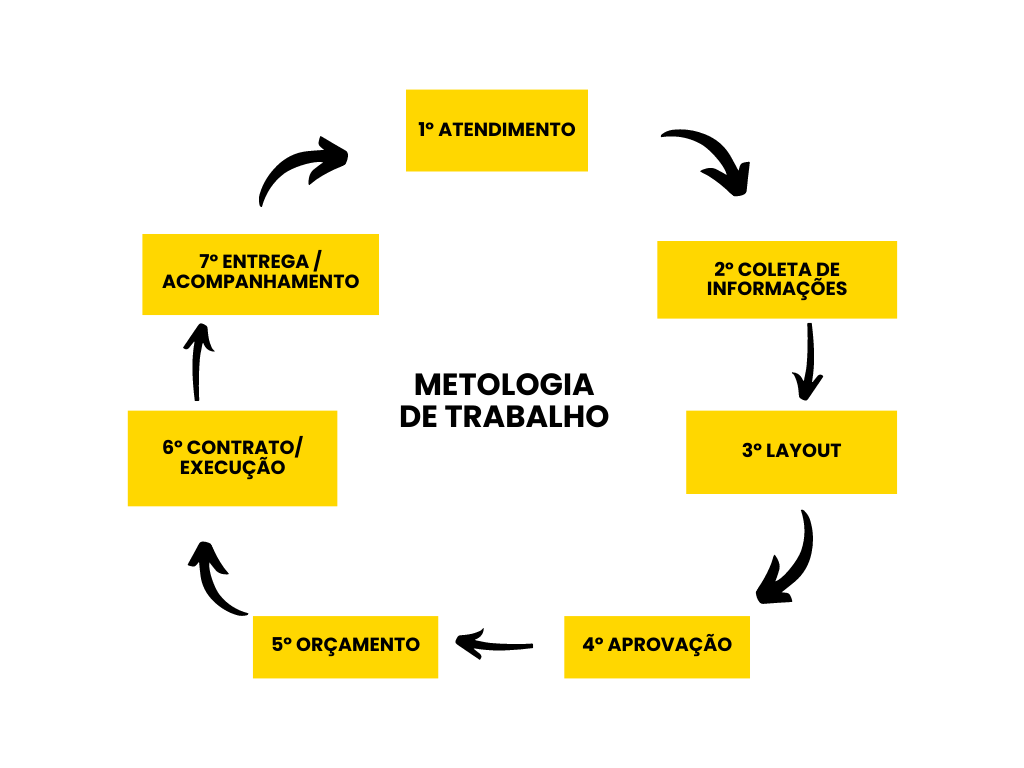 1º ATENDIMENTO
2º COLETA DE
INFORMAÇÕES
3º LAYOUT
4º APROVAÇÃO
5º ORÇAMENTO
6º CONTRATO/
EXECUÇÃO
7º ENTREGA /
ACOMPANHAMENTO
METOLOGIA
DE TRABALHO